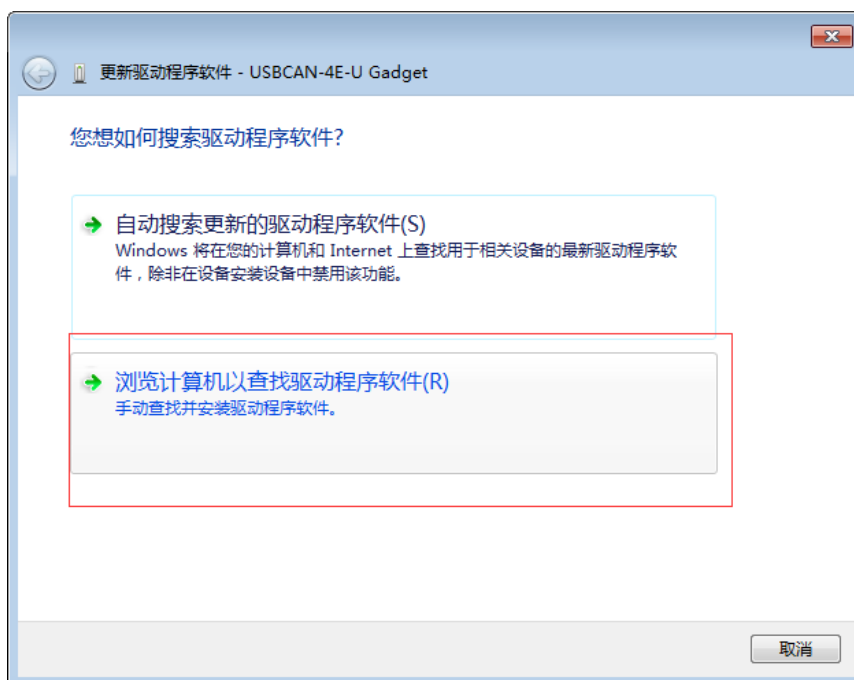 更新驱动程序软件 - USBCAN-4E-U Gadget
您想如何搜索驱动程序软件?
自动搜索更新的驱动程序软件(S)
Windows 将在您的计算机和 Internet 上查找用于相关设备的最新驱动程序软
件，除非在设备安装设备中禁用该功能。
浏览计算机以查找驱动程序软件(R)
手动查找并安装驱动程序软件。
取消